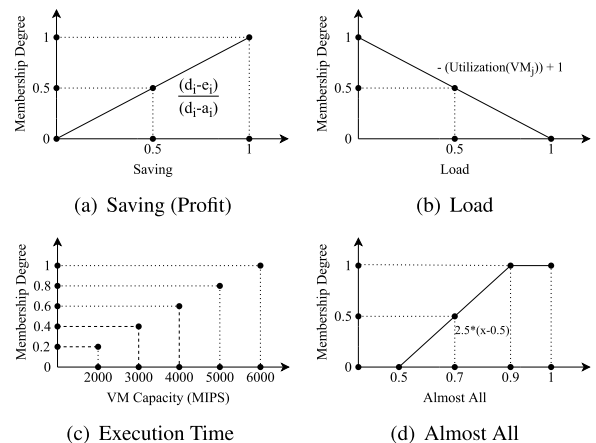 Membership Degree
1
0.5
0
(di-ei)
(di-ai)
0.5
1
Saving
(a) Saving (Profit)
Membership Degree
1
0.5
0
- (Utilization(VMj)) + 1
0.5
1
Load
(b) Load
Membership Degree
1
0.8
0.6
0.4
0.2
0
2000 3000 4000 5000 6000
VM Capacity (MIPS)
(c) Execution Time
Membership Degree
1
0.5
0
2.5*(x-0.5)
0.5 0.7 0.9 1
Almost All
(d) Almost All